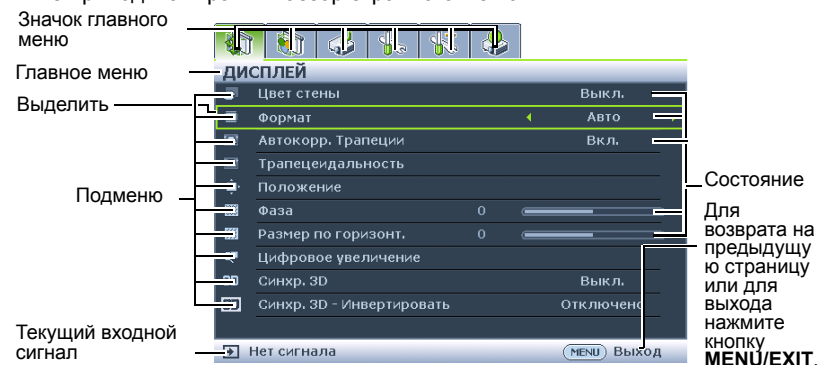 Значок главного
меню
Главное меню
ДИСПЛЕЙ
Выделить
Цвет стены Выкл.
Формат Авто
Автокорр. Трапеции Вкл.
Трапецеидальность
Положение
Фаза 0
Размер по горизонт. 0
Цифровое увеличение
Синхр. 3D Выкл.
Синхр. 3D - Инвертировать Отключено
Подменю
Состояние
Для
возврата на
предыдущу
ю страницу
или для
выхода
нажмите
кнопку
MENU/EXIT.
Текущий входной
сигнал
Нет сигнала
MENU Выход